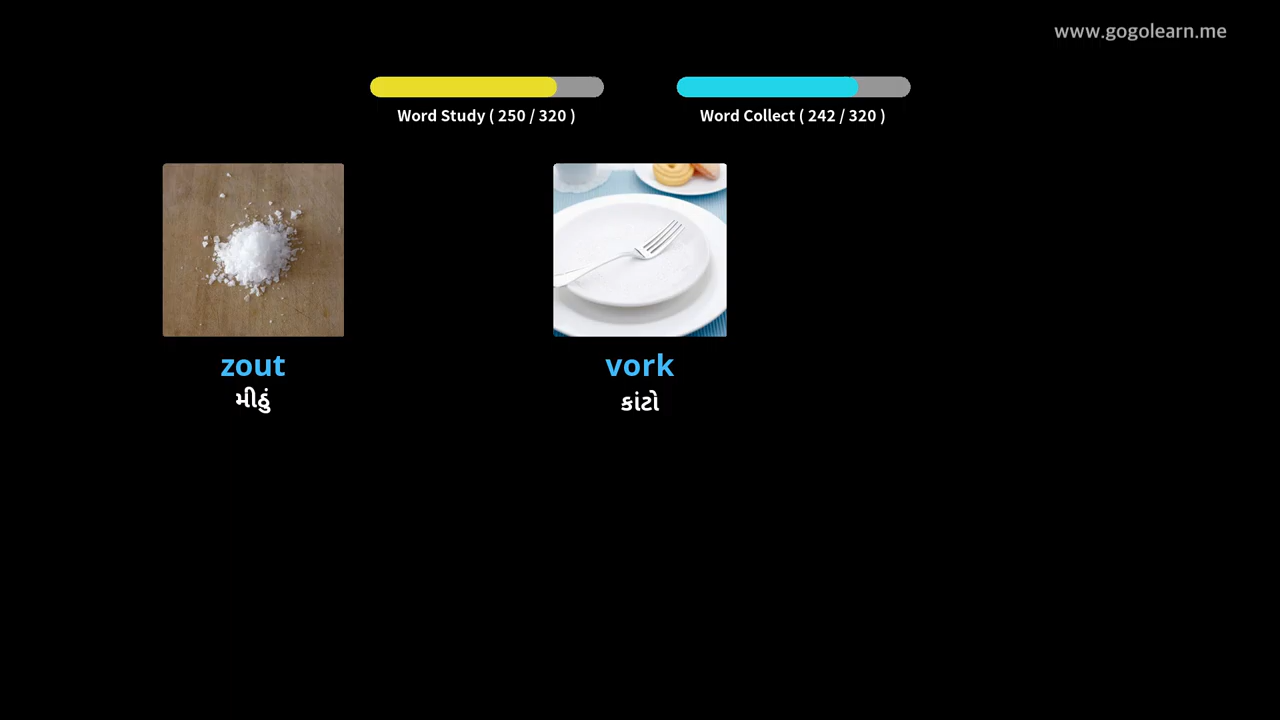 www.gogolearn.me
Word Study ( 250 / 320 )
Word Collect ( 242 / 320 )
zout
મીઠું
vork
કાંટો